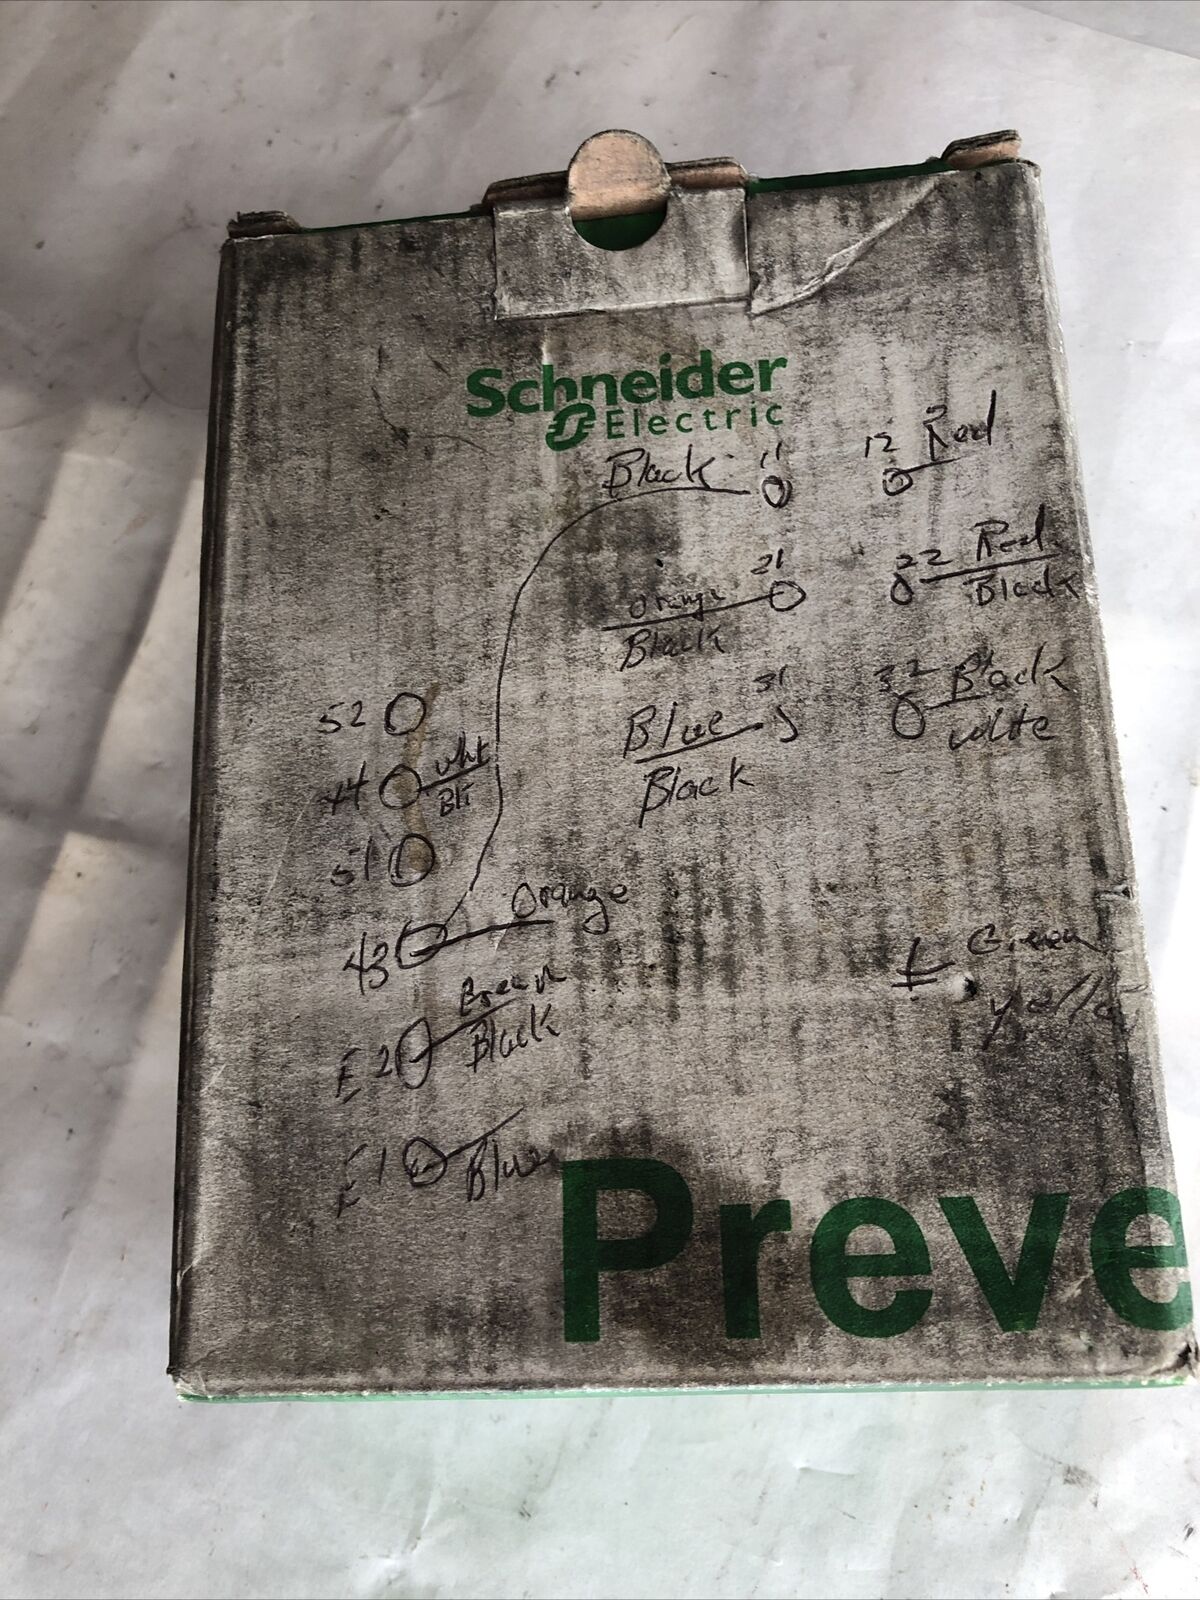 Schneider
Electric
Black 11 12 Red
21 22 Red
Orange Black
Black
31 32 Black
Blue white
Black
52
44 wht
Blk
51
43 Orange
Green
E2 Black
E1 Blue
Green
yellow
Preve